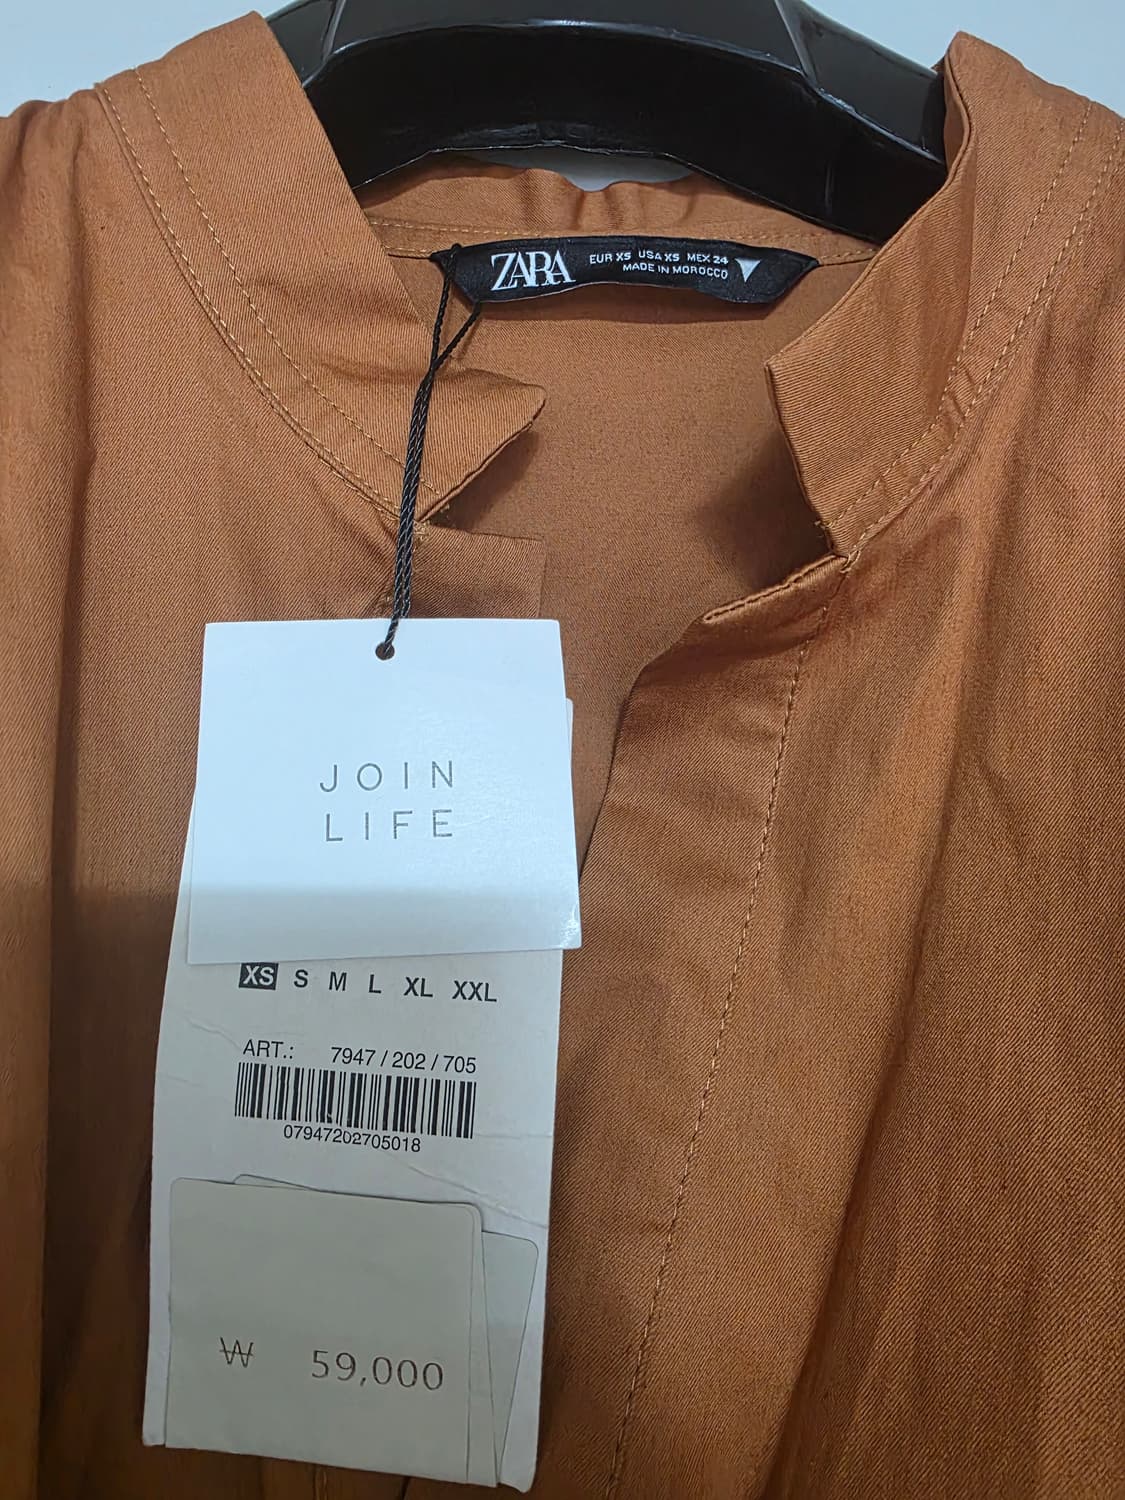 ZARA
EUR XS USA XS MEX 24
MADE IN MOROCCO
JOIN
LIFE
XS S M L XL XXL
ART.: 7947 / 202 / 705
07947202705018
₩ 59,000